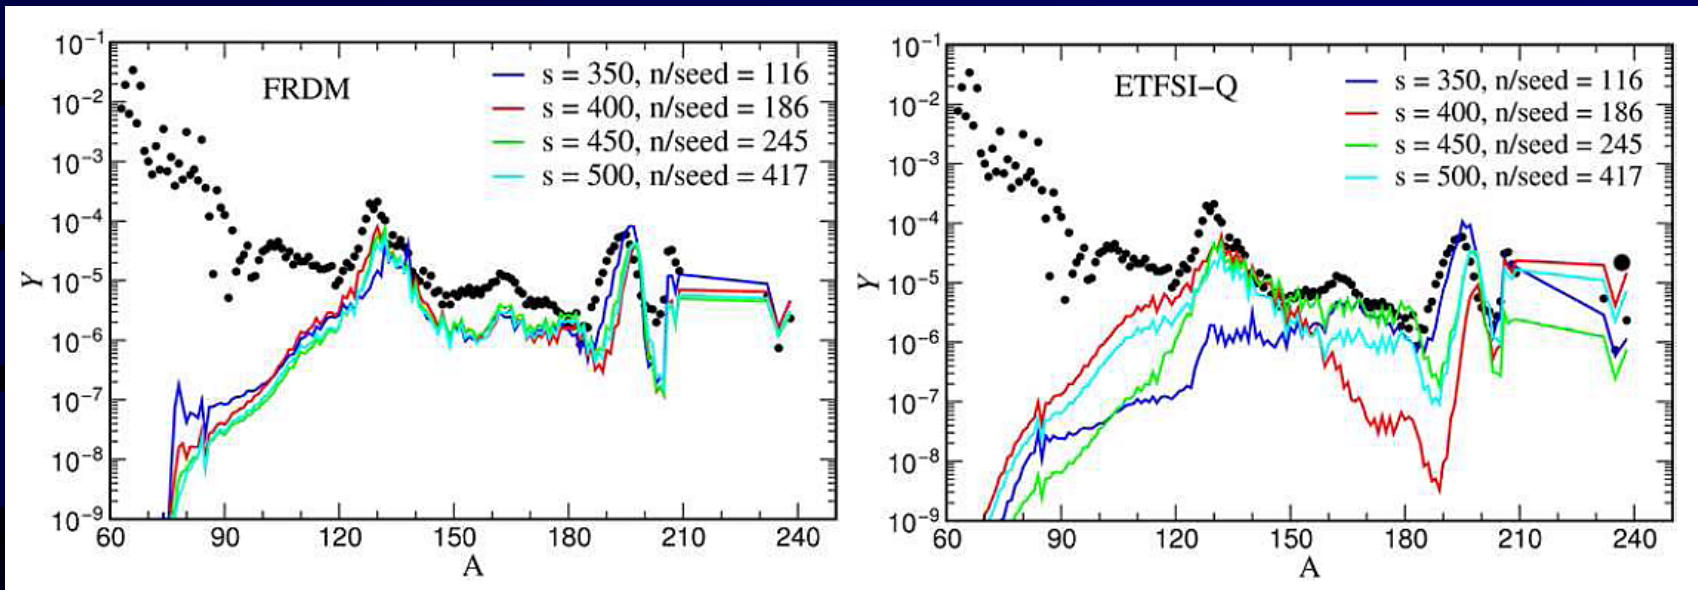 FRDM
s = 350, n/seed = 116
s = 400, n/seed = 186
s = 450, n/seed = 245
s = 500, n/seed = 417
10⁻¹
10⁻²
10⁻³
10⁻⁴
10⁻⁵
10⁻⁶
10⁻⁷
10⁻⁸
10⁻⁹
Y
60 90 120 150 180 210 240
A
ETFSI–Q
s = 350, n/seed = 116
s = 400, n/seed = 186
s = 450, n/seed = 245
s = 500, n/seed = 417
10⁻¹
10⁻²
10⁻³
10⁻⁴
10⁻⁵
10⁻⁶
10⁻⁷
10⁻⁸
10⁻⁹
Y
60 90 120 150 180 210 240
A